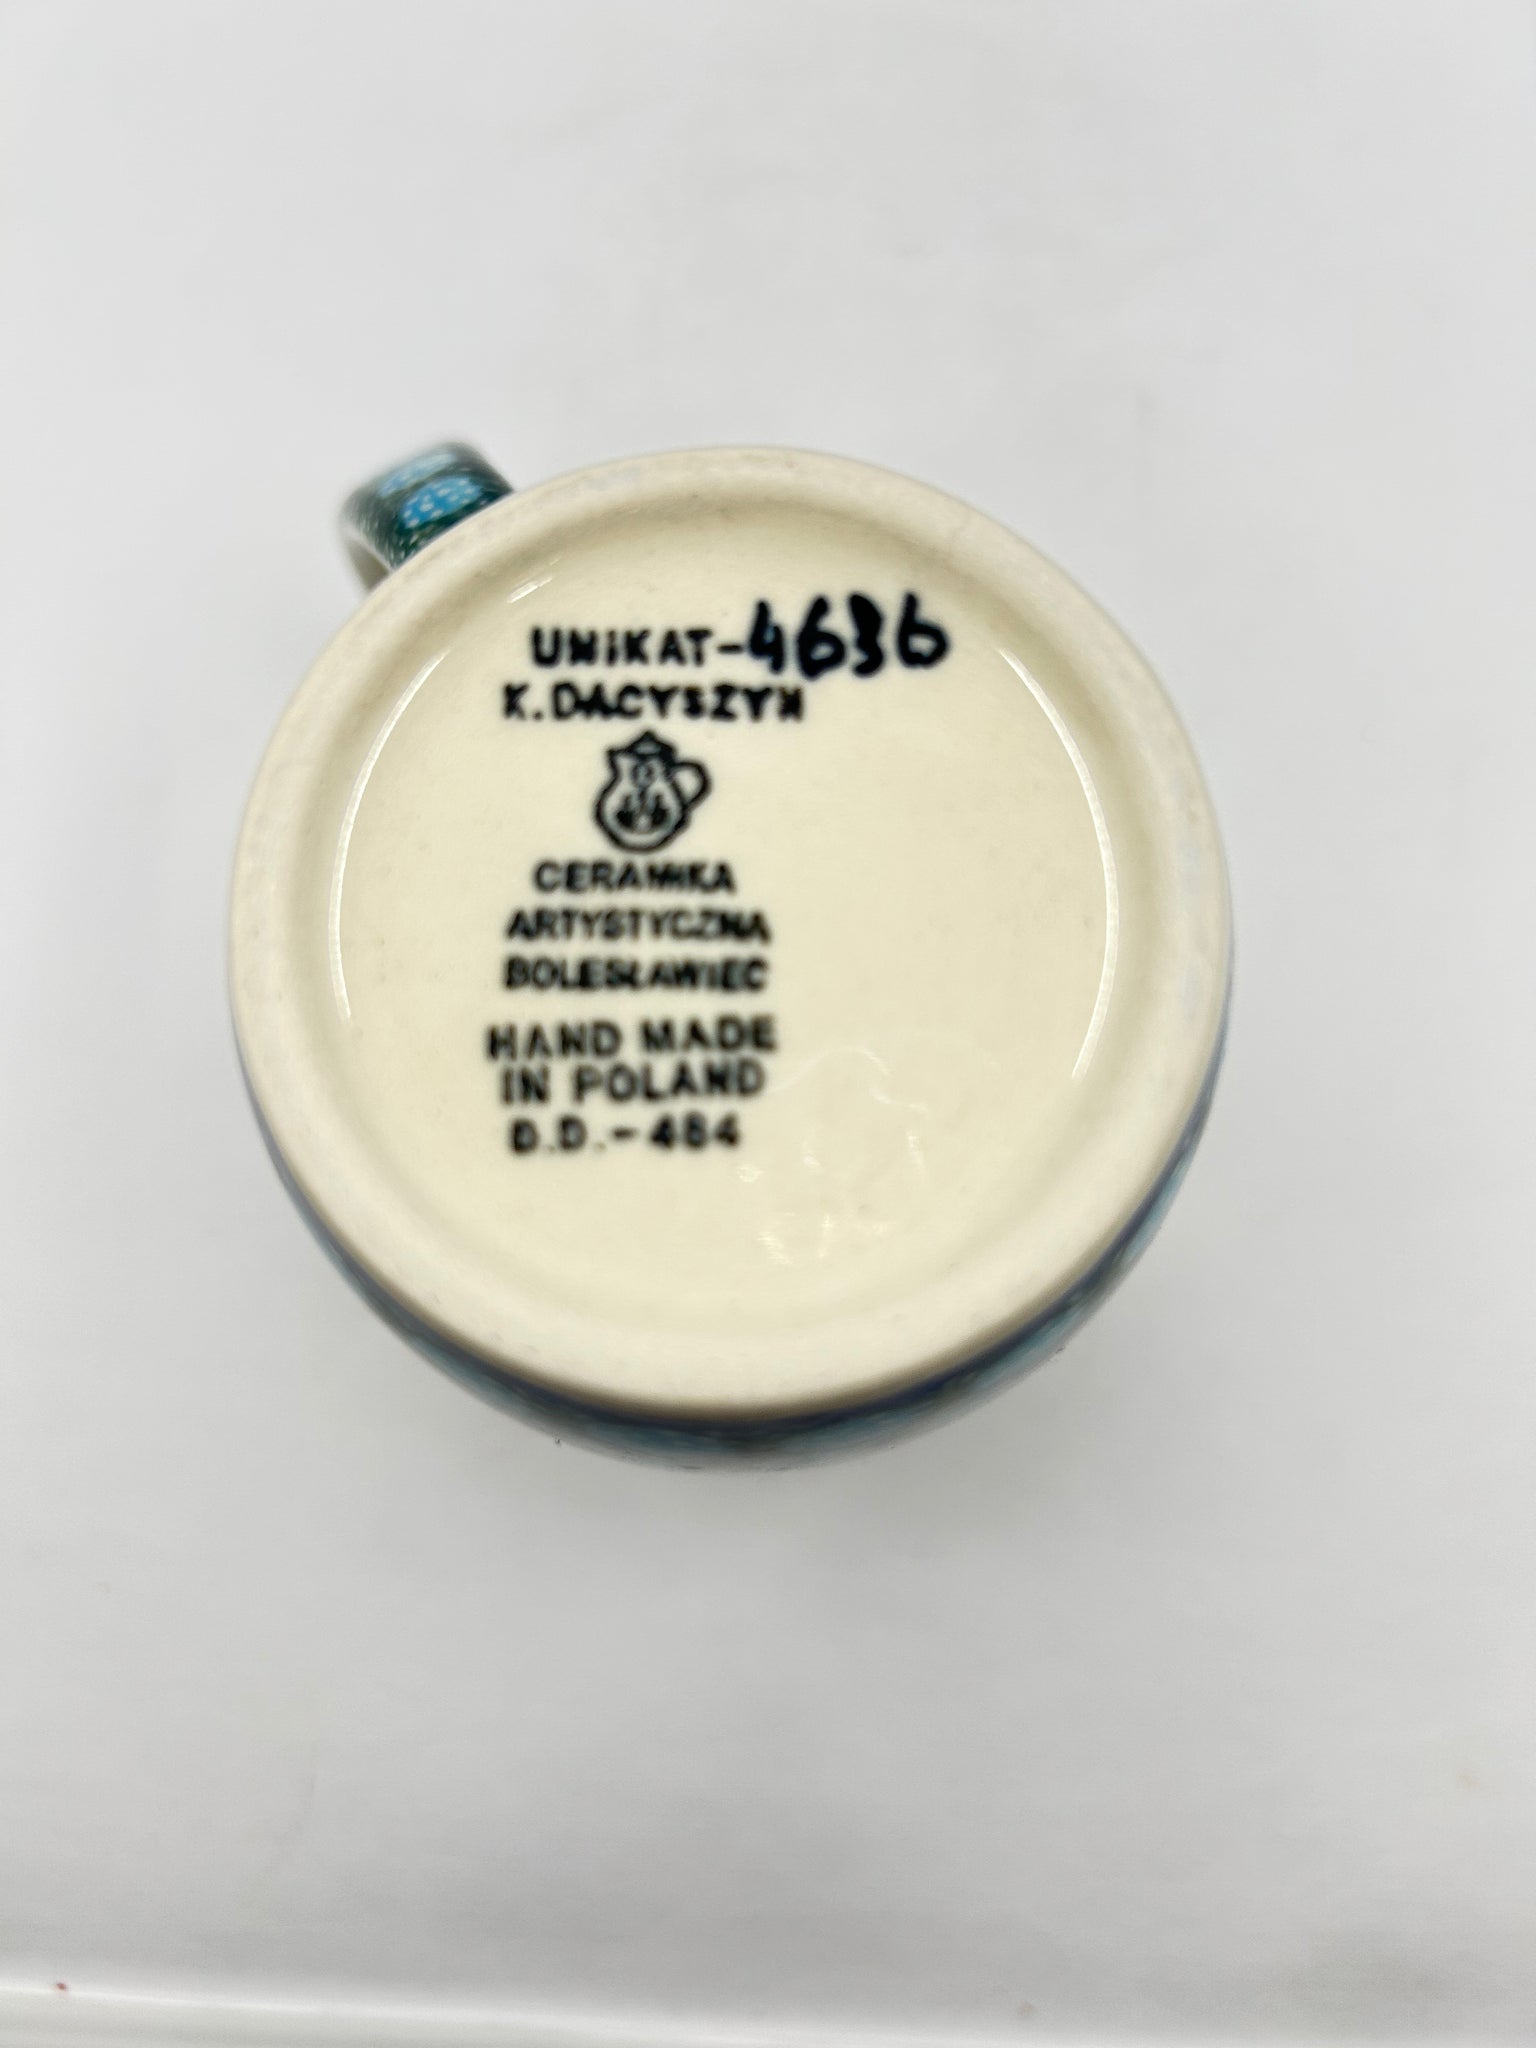 UNIKAT-4636
K. DACYSZYN
CERAMIKA
ARTYSTYCZNA
BOLESŁAWIEC
HAND MADE
IN POLAND
D.D.-484